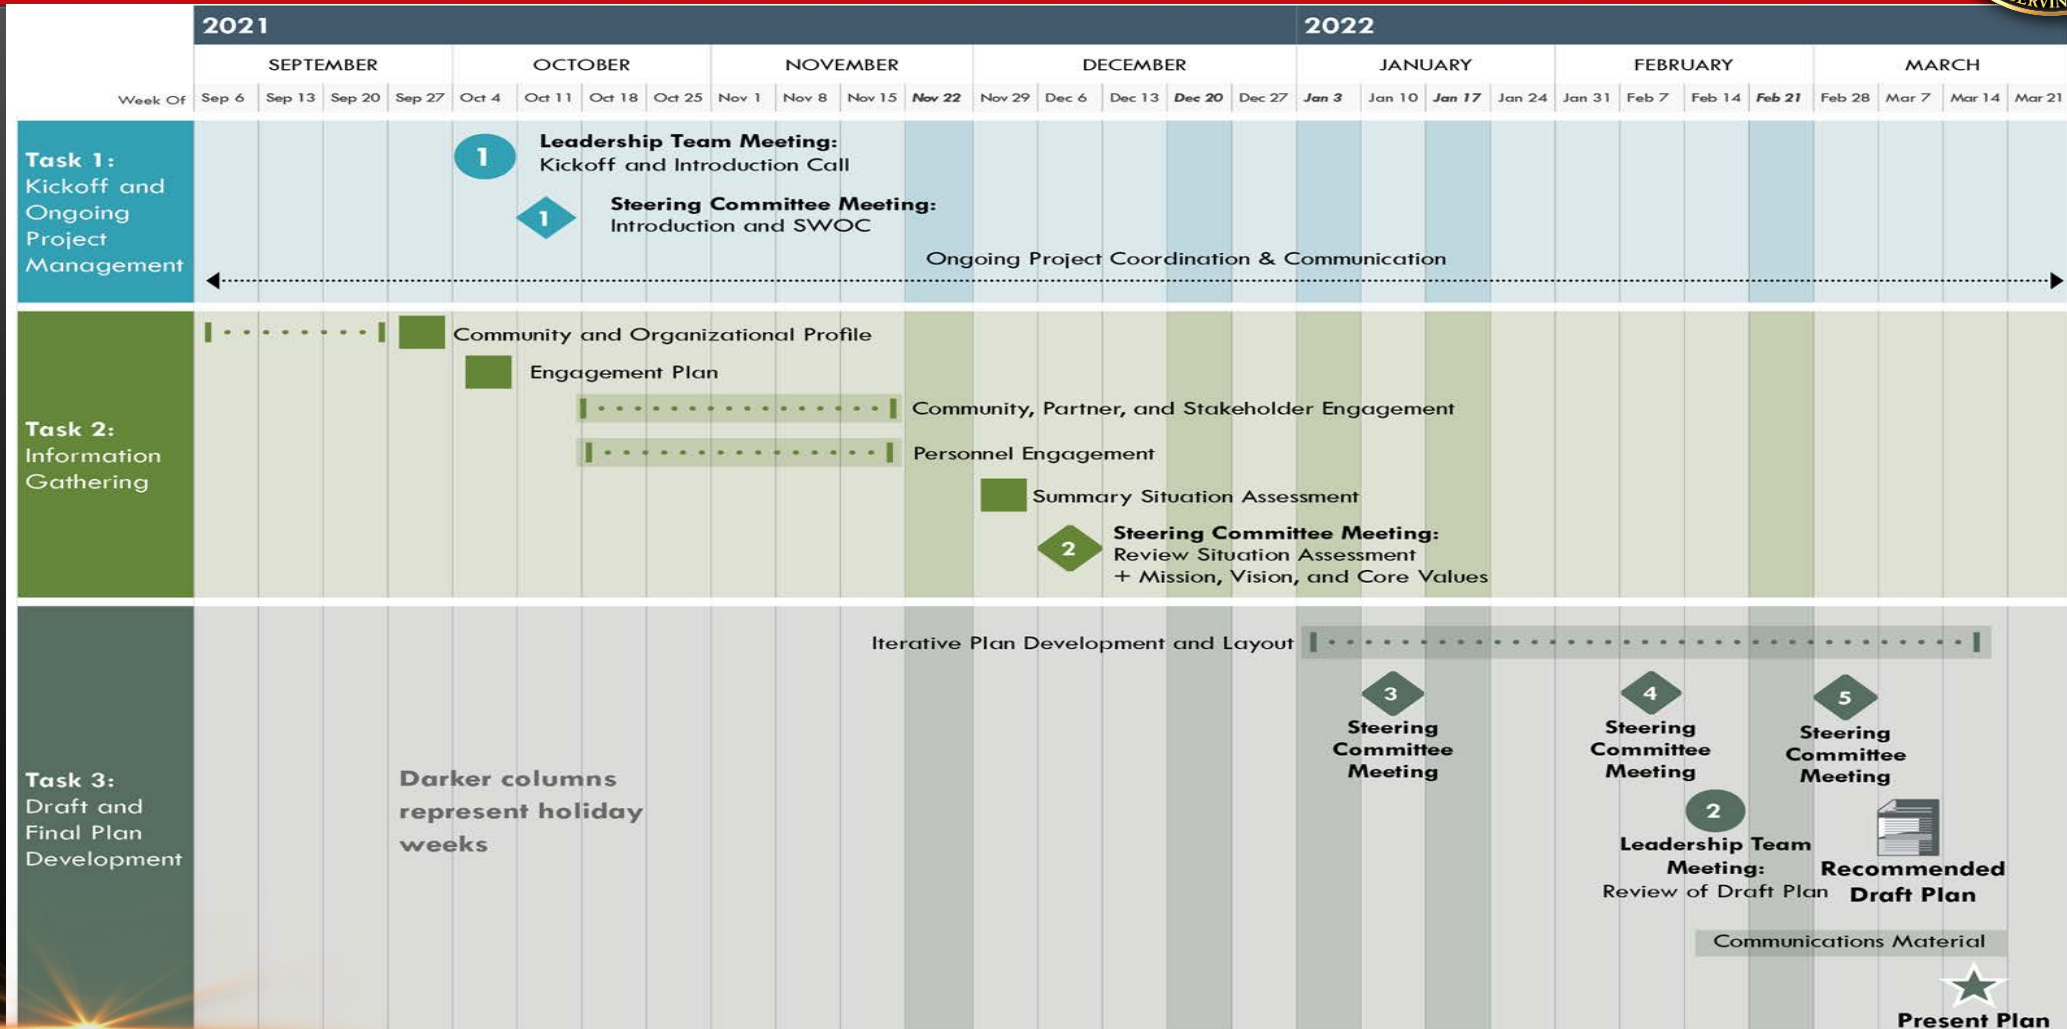 SERVIN
2021 2022
SEPTEMBER OCTOBER NOVEMBER DECEMBER JANUARY FEBRUARY MARCH
Week Of Sep 6 Sep 13 Sep 20 Sep 27 Oct 4 Oct 11 Oct 18 Oct 25 Nov 1 Nov 8 Nov 15 Nov 22 Nov 29 Dec 6 Dec 13 Dec 20 Dec 27 Jan 3 Jan 10 Jan 17 Jan 24 Jan 31 Feb 7 Feb 14 Feb 21 Feb 28 Mar 7 Mar 14 Mar 21
Task 1:
Kickoff and
Ongoing
Project
Management
1
Leadership Team Meeting:
Kickoff and Introduction Call
1
Steering Committee Meeting:
Introduction and SWOC
Ongoing Project Coordination & Communication
Task 2:
Information
Gathering
Community and Organizational Profile
Engagement Plan
Community, Partner, and Stakeholder Engagement
Personnel Engagement
Summary Situation Assessment
2
Steering Committee Meeting:
Review Situation Assessment
+ Mission, Vision, and Core Values
Task 3:
Draft and
Final Plan
Development
Iterative Plan Development and Layout
3
Steering
Committee
Meeting
4
Steering
Committee
Meeting
5
Steering
Committee
Meeting
Darker columns
represent holiday
weeks
2
Leadership Team
Meeting:
Review of Draft Plan
Recommended
Draft Plan
Communications Material
Present Plan